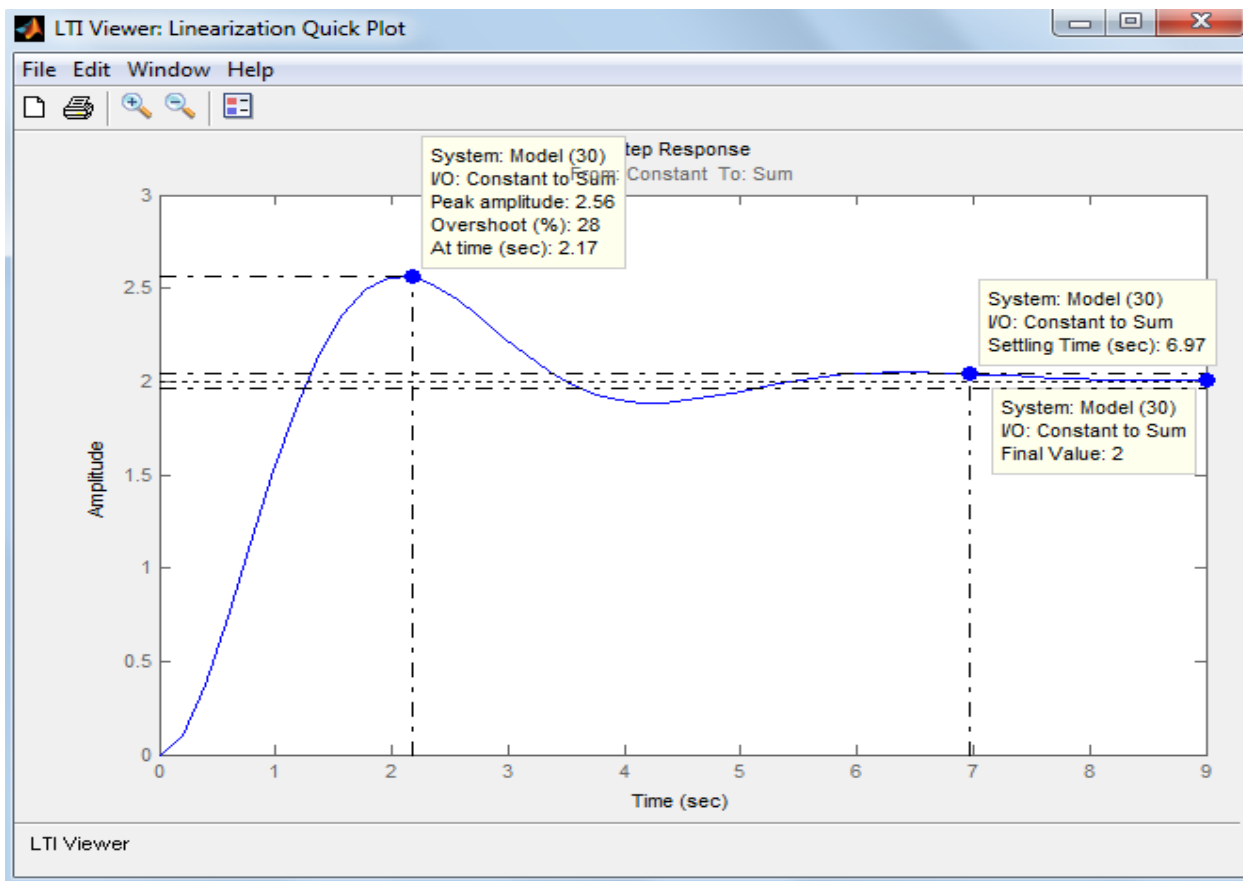 LTI Viewer: Linearization Quick Plot
File Edit Window Help
System: Model (30)
I/O: Constant to Sum
Peak amplitude: 2.56
Overshoot (%): 28
At time (sec): 2.17
tep Response
From: Constant To: Sum
System: Model (30)
I/O: Constant to Sum
Settling Time (sec): 6.97
System: Model (30)
I/O: Constant to Sum
Final Value: 2
Amplitude
3
2.5
2
1.5
1
0.5
0
0 1 2 3 4 5 6 7 8 9
Time (sec)
LTI Viewer